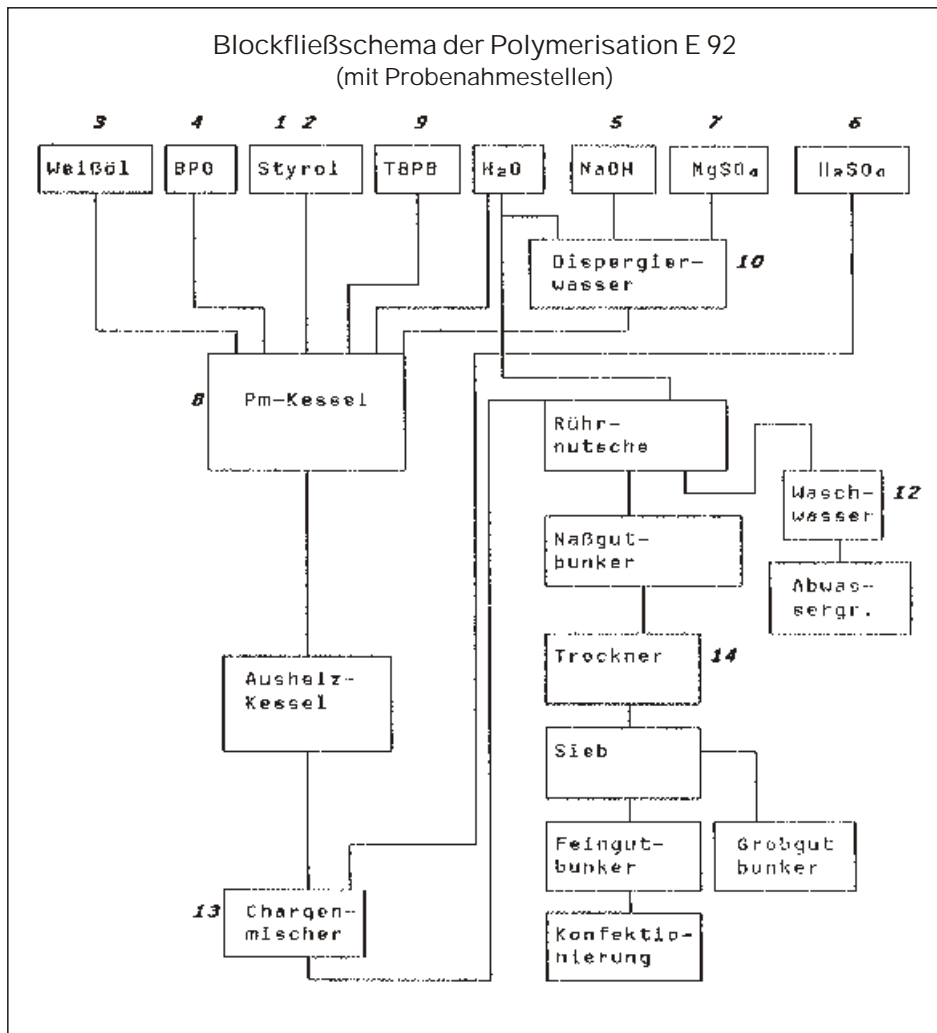 Blockfließschema der Polymerisation E 92
(mit Probenahmestellen)
3 4 1 2 9 5 7 6
Weißöl BPO Styrol TBPB H₂O NaOH MgSO₄ H₂SO₄
Dispergier-
wasser
10
Pm-Kessel
8
Rühr-
nutsche
Wasch-
wasser
12
Naßgut-
bunker
Abwas-
sergr.
Trockner
14
Ausheiz-
Kessel
Sieb
Feingut-
bunker
Grobgut
bunker
13
Chargen-
mischer
Konfektio-
nierung